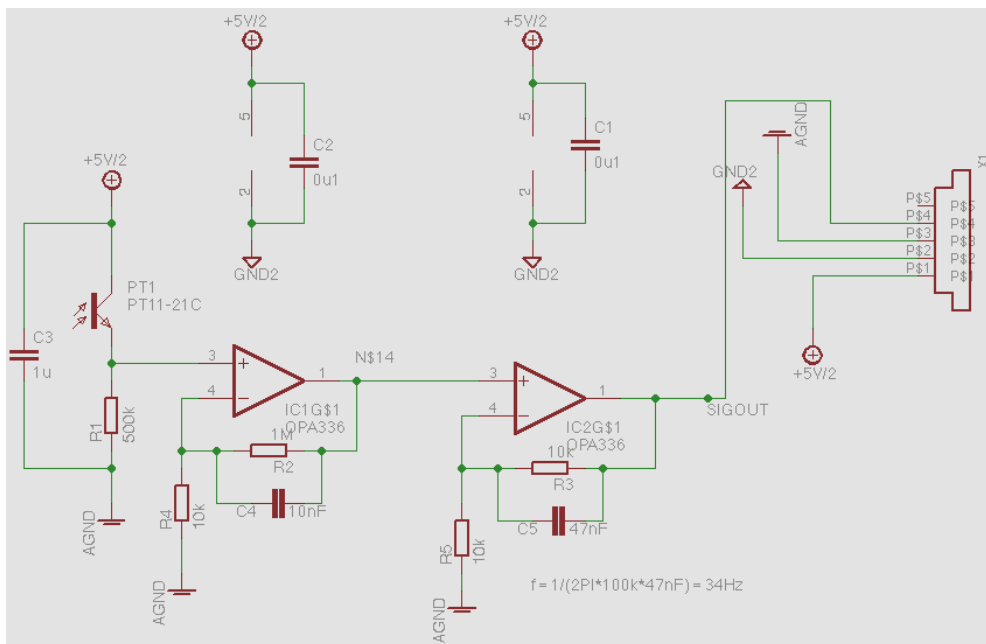 +5V/2
5
2
C2
0u1
GND2
+5V/2
5
2
C1
0u1
GND2
AGND
GND2
X1
P$5
P$4
P$3
P$2
P$1
P$5
P$4
P$3
P$2
P$1
+5V/2
+5V/2
PT1
PT11-21C
C3
1u
R1
500k
AGND
3
4
1
N$14
IC1G$1
OPA336
1M
R2
C4
10nF
R4
10k
AGND
3
4
1
SIGOUT
IC2G$1
OPA336
10k
R3
C5
47nF
R5
10k
AGND
f = 1/(2PI*100k*47nF) = 34Hz